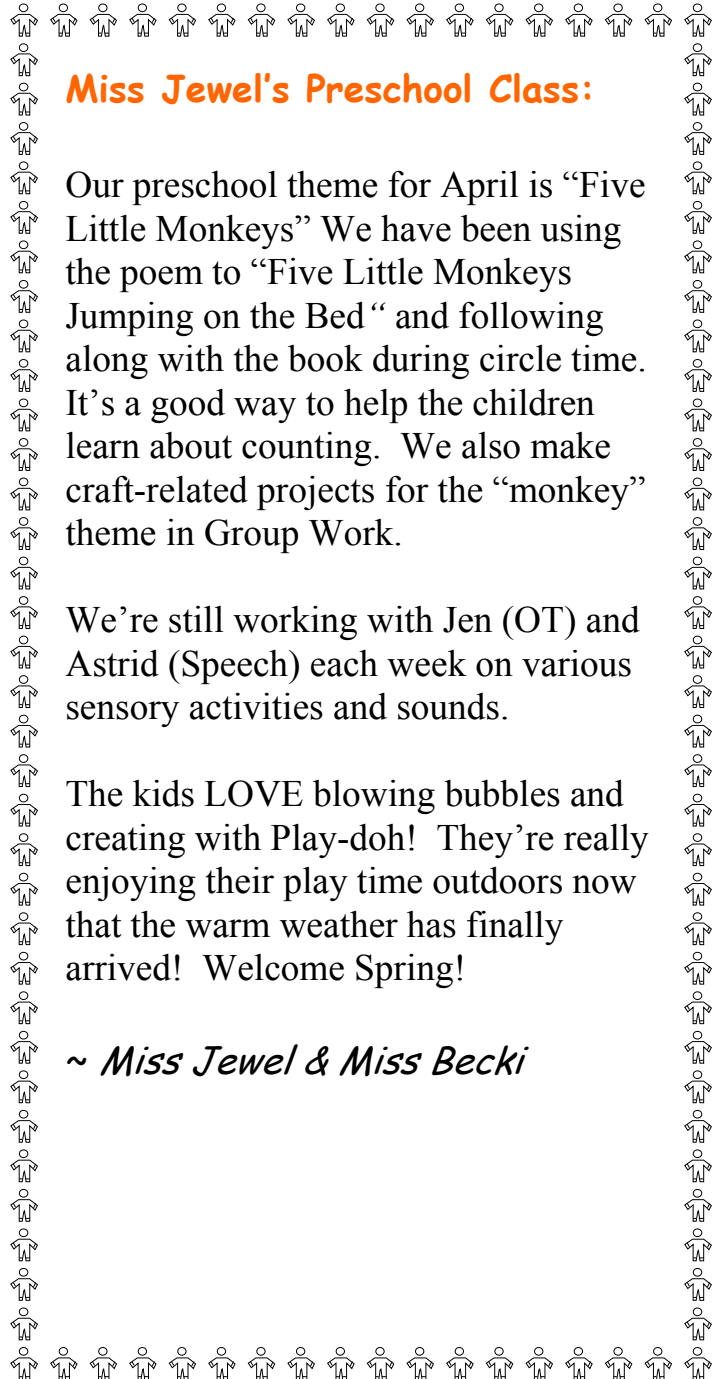 Miss Jewel's Preschool Class:
Our preschool theme for April is “Five
Little Monkeys” We have been using
the poem to “Five Little Monkeys
Jumping on the Bed“ and following
along with the book during circle time.
It’s a good way to help the children
learn about counting.  We also make
craft-related projects for the “monkey”
theme in Group Work.
We’re still working with Jen (OT) and
Astrid (Speech) each week on various
sensory activities and sounds.
The kids LOVE blowing bubbles and
creating with Play-doh!  They’re really
enjoying their play time outdoors now
that the warm weather has finally
arrived!  Welcome Spring!
~ Miss Jewel & Miss Becki